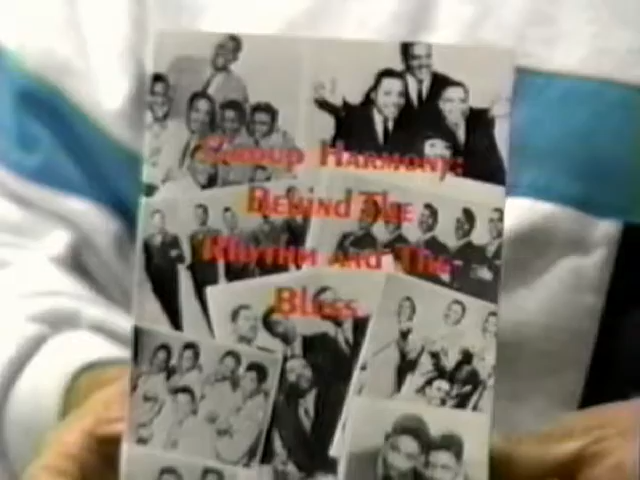 GROUP HARMONY:
BEHIND THE
RHYTHM AND THE
BLUES